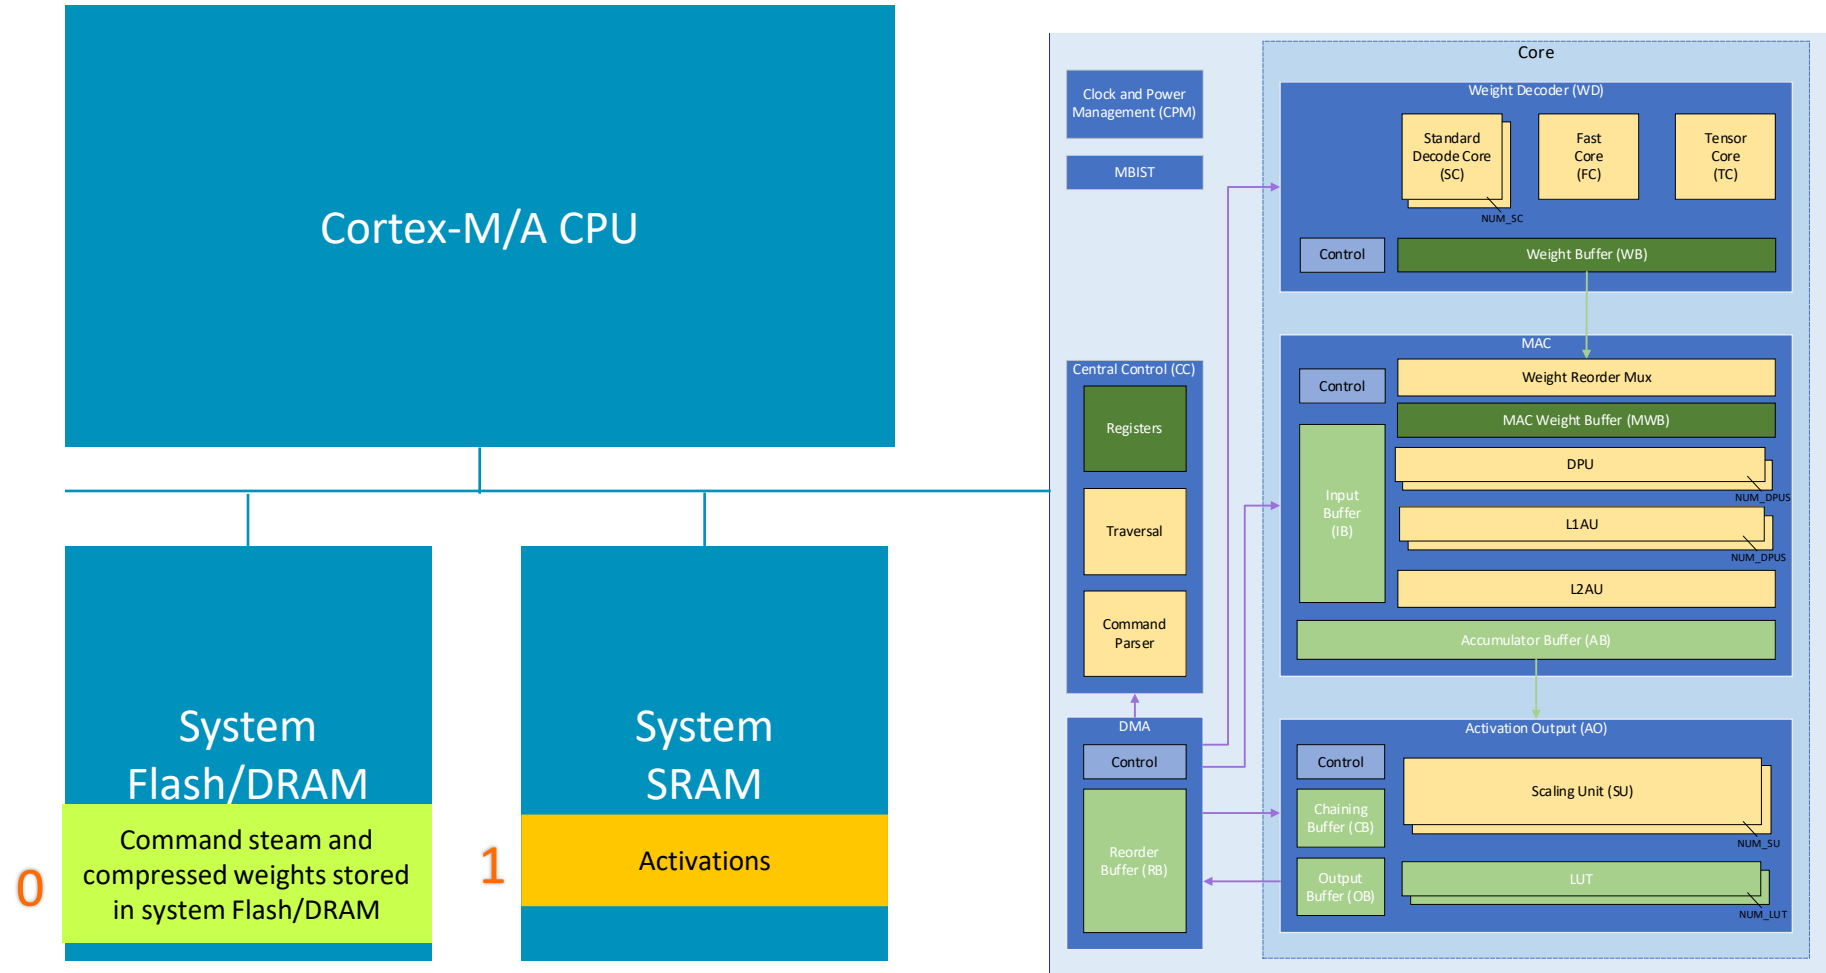 Cortex-M/A CPU
System
Flash/DRAM
Command steam and
compressed weights stored
in system Flash/DRAM
0
System
SRAM
Activations
1
Clock and Power
Management (CPM)
MBIST
Central Control (CC)
Registers
Traversal
Command
Parser
DMA
Control
Reorder
Buffer (RB)
Core
Weight Decoder (WD)
Standard
Decode Core
(SC)
NUM_SC
Fast
Core
(FC)
Tensor
Core
(TC)
Control
Weight Buffer (WB)
MAC
Control
Weight Reorder Mux
MAC Weight Buffer (MWB)
Input
Buffer
(IB)
DPU
NUM_DPUS
L1AU
NUM_DPUS
L2AU
Accumulator Buffer (AB)
Activation Output (AO)
Control
Chaining
Buffer (CB)
Output
Buffer (OB)
Scaling Unit (SU)
NUM_SU
LUT
NUM_LUT